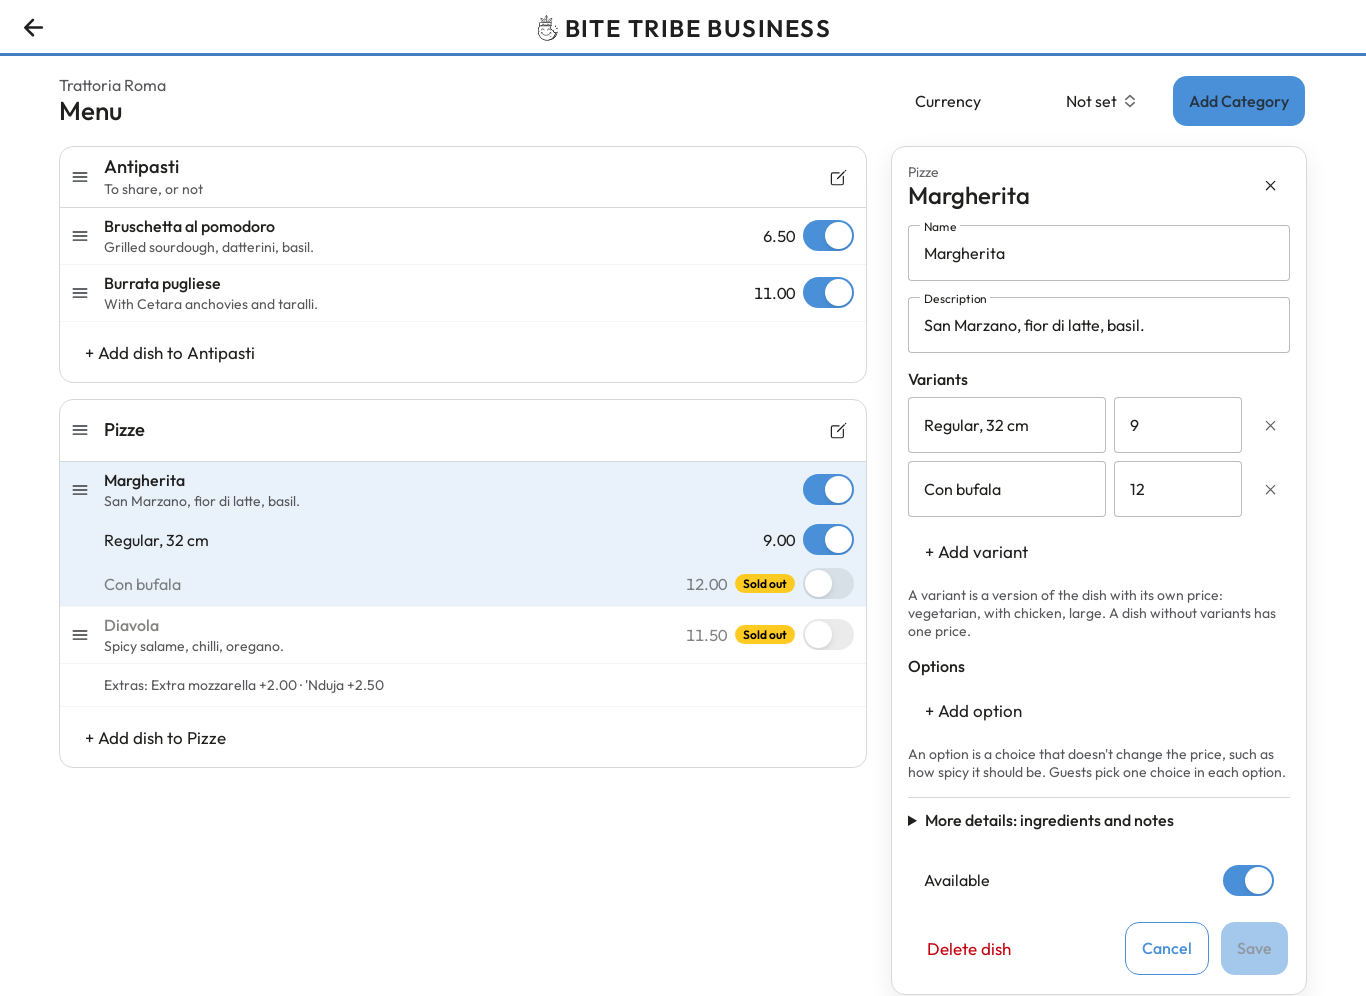 BITE TRIBE BUSINESS
Trattoria Roma
Menu
Currency
Not set
Add Category
Antipasti
To share, or not
Bruschetta al pomodoro
Grilled sourdough, datterini, basil.
6.50
Burrata pugliese
With Cetara anchovies and taralli.
11.00
+ Add dish to Antipasti
Pizze
Margherita
San Marzano, fior di latte, basil.
Regular, 32 cm
9.00
Con bufala
12.00
Sold out
Diavola
Spicy salame, chilli, oregano.
11.50
Sold out
Extras: Extra mozzarella +2.00 · 'Nduja +2.50
+ Add dish to Pizze
Pizze
Margherita
Name
Margherita
Description
San Marzano, fior di latte, basil.
Variants
Regular, 32 cm
9
Con bufala
12
+ Add variant
A variant is a version of the dish with its own price:
vegetarian, with chicken, large. A dish without variants has
one price.
Options
+ Add option
An option is a choice that doesn't change the price, such as
how spicy it should be. Guests pick one choice in each option.
More details: ingredients and notes
Available
Delete dish
Cancel
Save